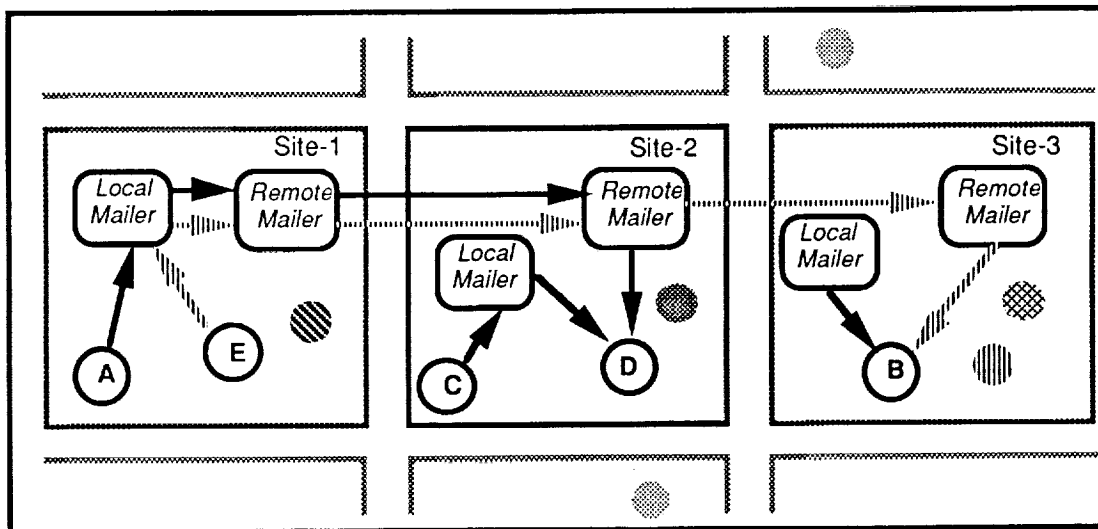 Site-1
Local
Mailer
Remote
Mailer
A
E
Site-2
Remote
Mailer
Local
Mailer
C
D
Site-3
Remote
Mailer
Local
Mailer
B